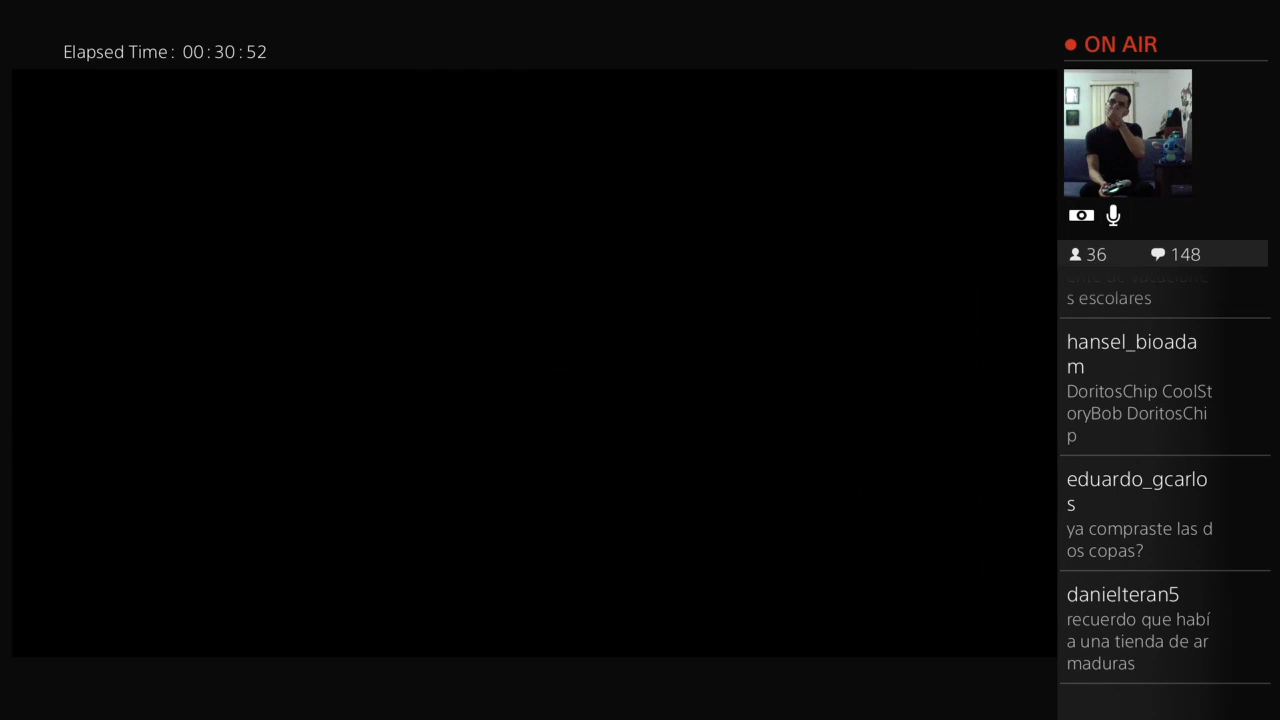 Elapsed Time: 00:30:52
ON AIR
36 148
s escolares
hansel_bioada
m
DoritosChip CoolSt
oryBob DoritosChi
p
eduardo_gcarlo
s
ya compraste las d
os copas?
danielteran5
recuerdo que habí
a una tienda de ar
maduras